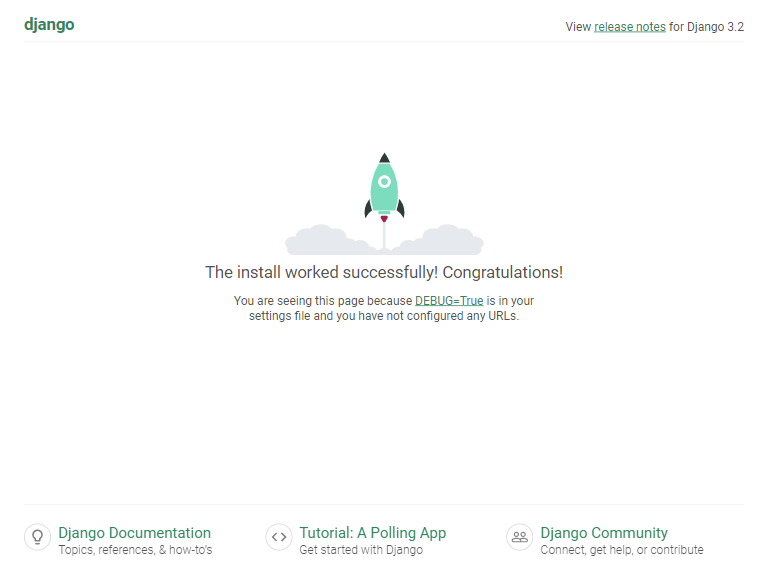 django
View release notes for Django 3.2
The install worked successfully! Congratulations!
You are seeing this page because DEBUG=True is in your
settings file and you have not configured any URLs.
Django Documentation
Topics, references, & how-to's
Tutorial: A Polling App
Get started with Django
Django Community
Connect, get help, or contribute